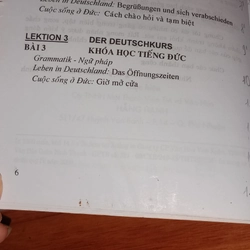 Leben in Deutschland: Begrüßungen und sich verabschieden
Cuộc sống ở Đức: Cách chào hỏi và tạm biệt
LEKTION 3 DER DEUTSCHKURS
BÀI 3 KHÓA HỌC TIẾNG ĐỨC
Grammatik - Ngữ pháp
Leben in Deutschland: Das Öffnungszeiten
Cuộc sống ở Đức: Giờ mở cửa
6